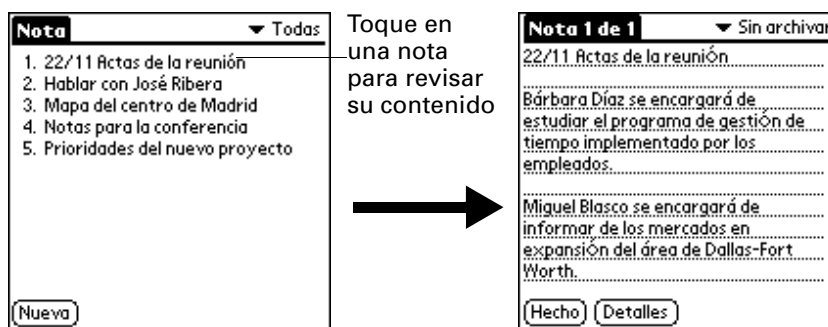 Nota
Todas
1. 22/11 Actas de la reunión
2. Hablar con José Ribera
3. Mapa del centro de Madrid
4. Notas para la conferencia
5. Prioridades del nuevo proyecto
Nueva
Toque en
una nota
para revisar
su contenido
Nota 1 de 1
Sin archivar
22/11 Actas de la reunión
Bárbara Díaz se encargará de
estudiar el programa de gestión de
tiempo implementado por los
empleados.
Miguel Blasco se encargará de
informar de los mercados en
expansión del área de Dallas-Fort
Worth.
Hecho
Detalles